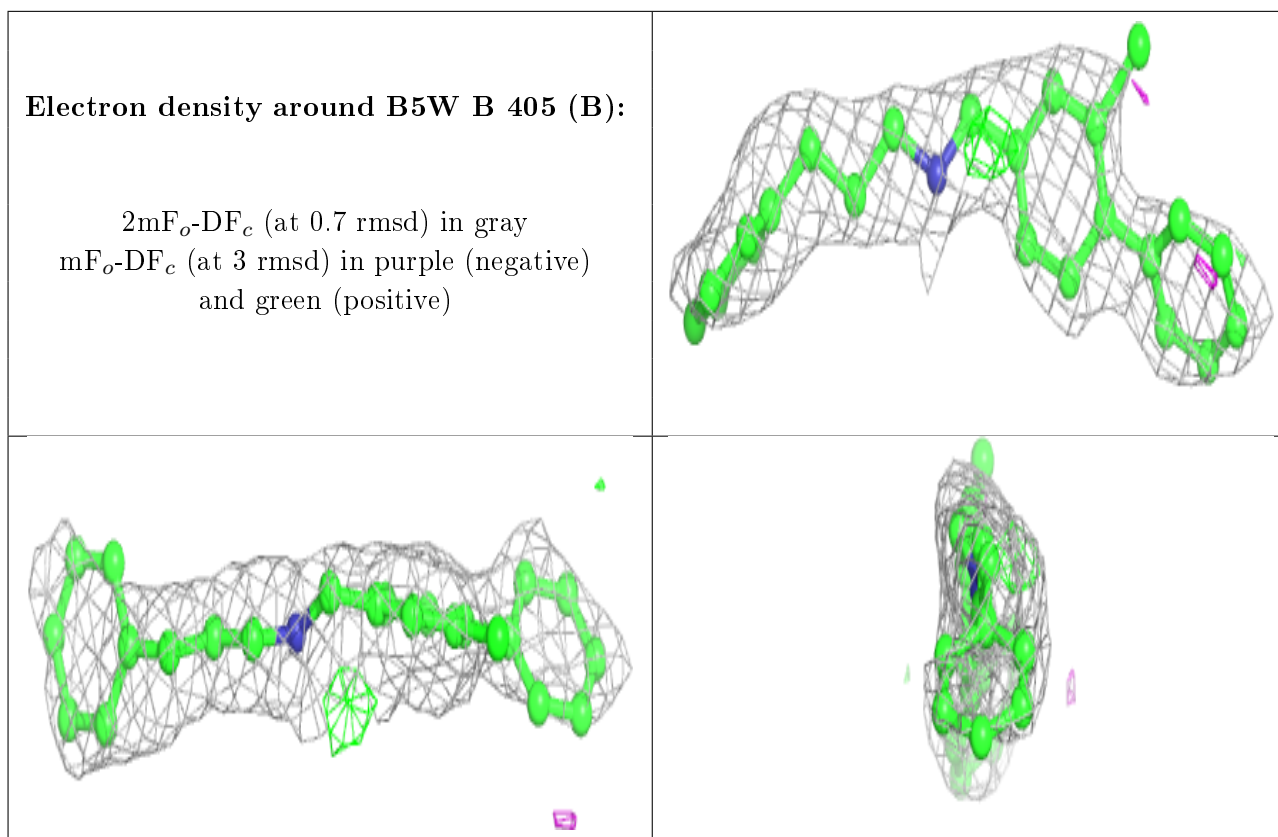 Electron density around B5W B 405 (B):
2mFₒ-DF𝒸 (at 0.7 rmsd) in gray
mFₒ-DF𝒸 (at 3 rmsd) in purple (negative)
and green (positive)